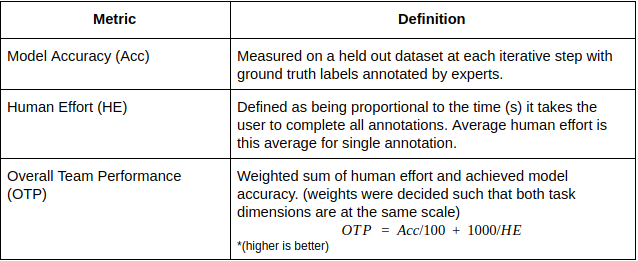 Metric
Definition
Model Accuracy (Acc)
Measured on a held out dataset at each iterative step with
ground truth labels annotated by experts.
Human Effort (HE)
Defined as being proportional to the time (s) it takes the
user to complete all annotations. Average human effort is
this average for single annotation.
Overall Team Performance
(OTP)
Weighted sum of human effort and achieved model
accuracy. (weights were decided such that both task
dimensions are at the same scale)
OTP = Acc/100 + 1000/HE
*(higher is better)